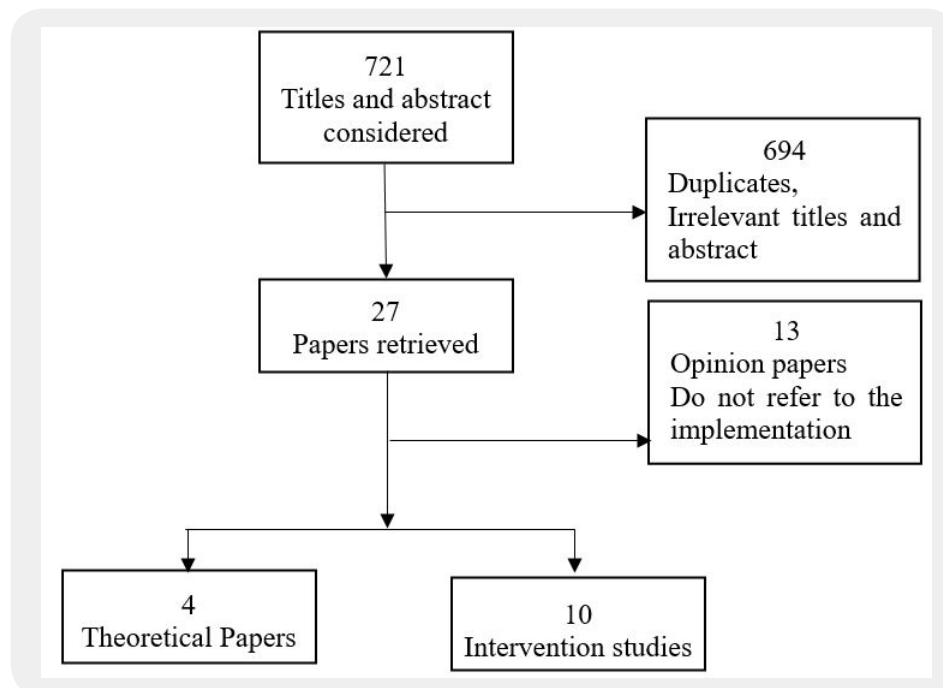 721
Titles and abstract
considered
694
Duplicates,
Irrelevant titles and
abstract
27
Papers retrieved
13
Opinion papers
Do not refer to the
implementation
4
Theoretical Papers
10
Intervention studies